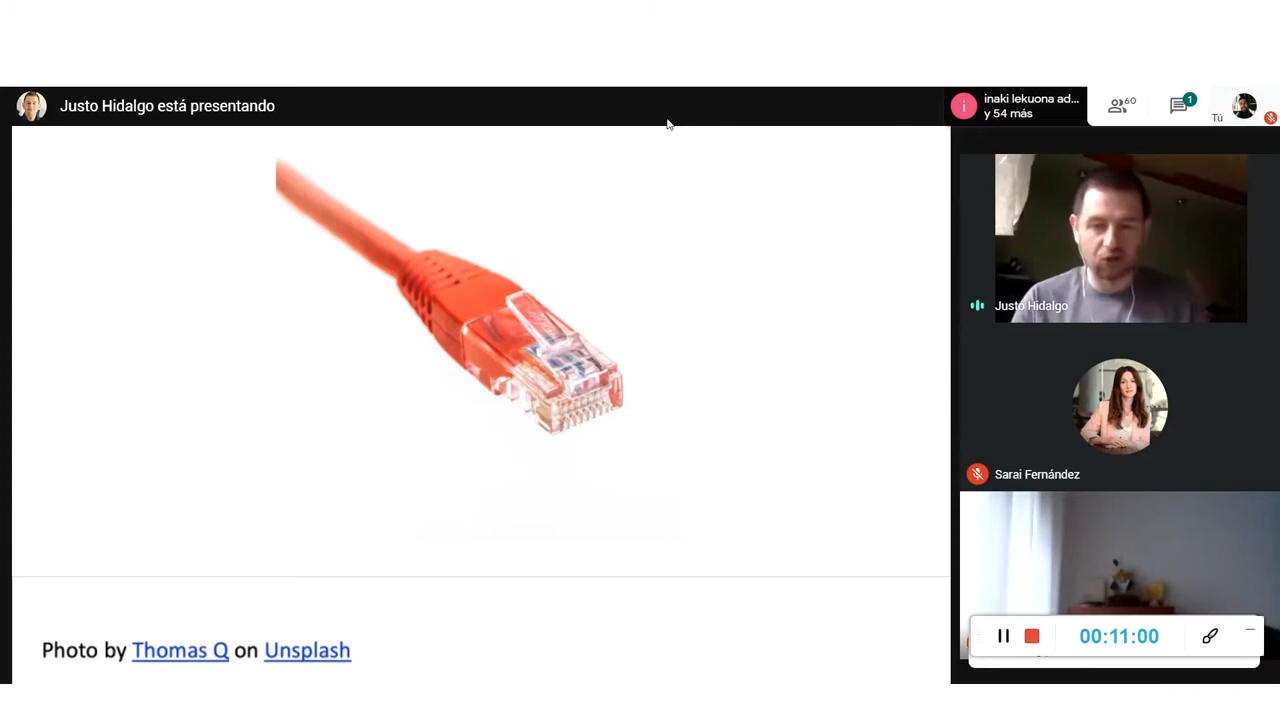 Justo Hidalgo está presentando
i
inaki lekuona ad...
y 54 más
60
1
Tú
Justo Hidalgo
Sarai Fernández
00:11:00
Photo by Thomas Q on Unsplash